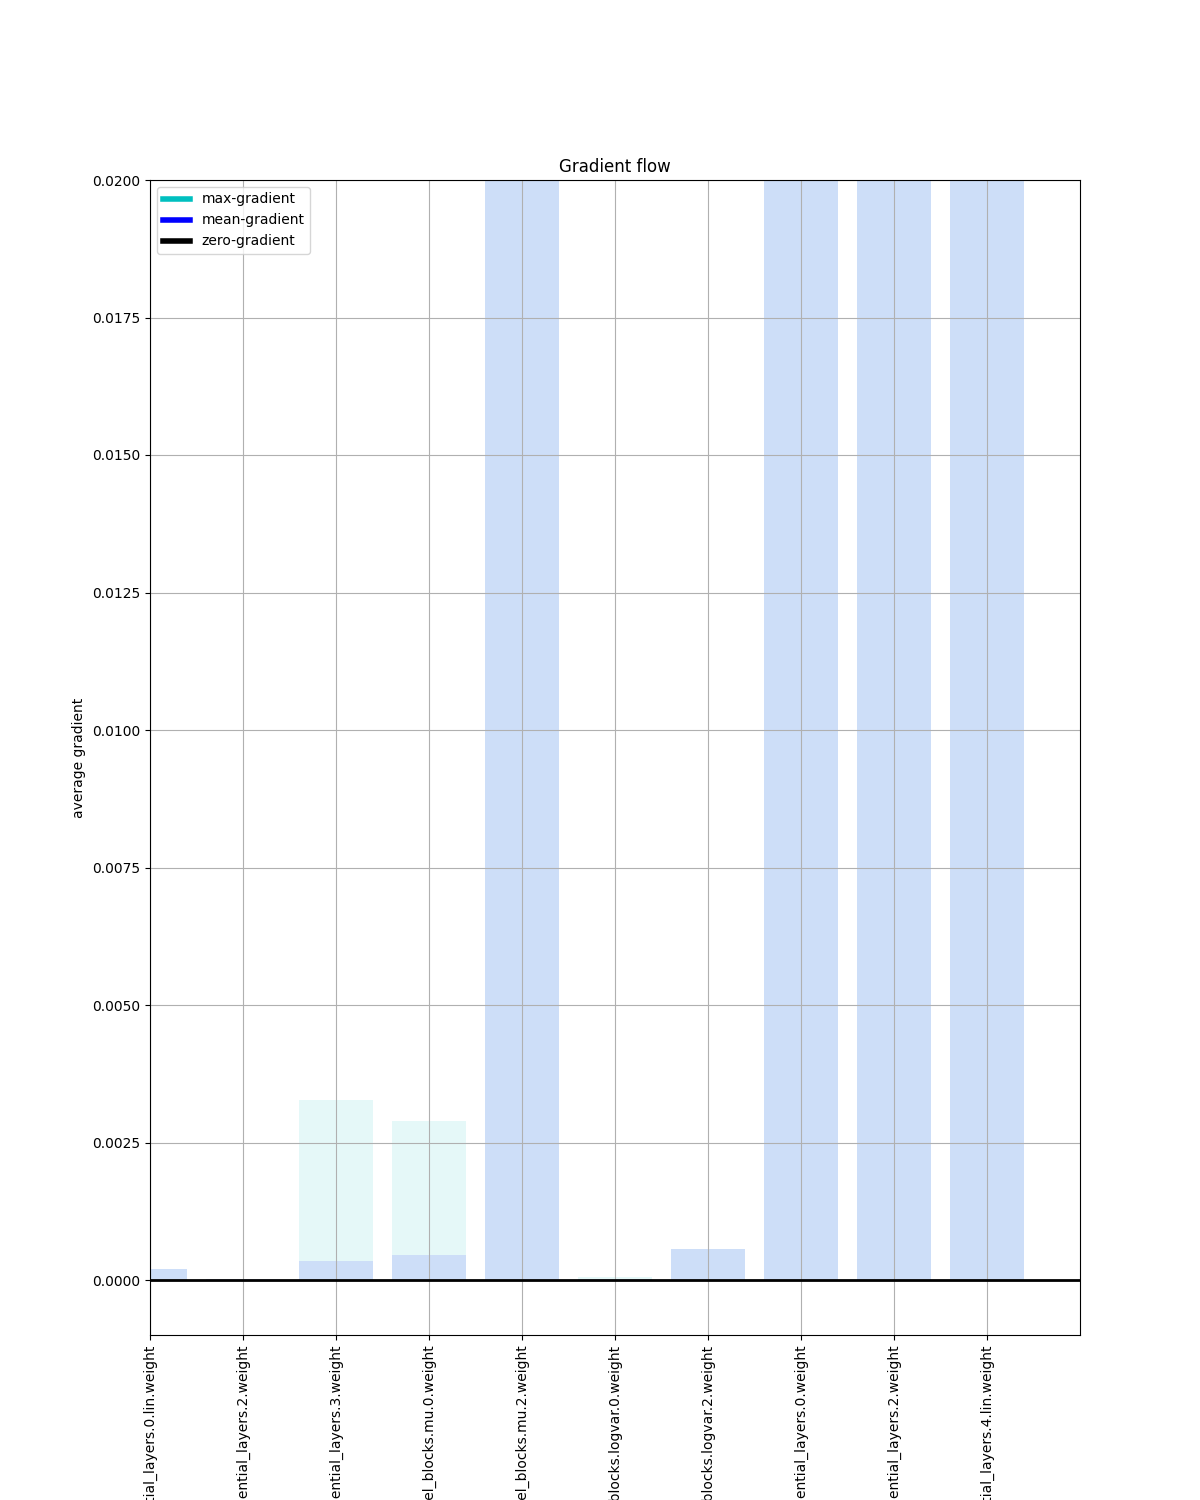 Gradient flow
max-gradient
mean-gradient
zero-gradient
0.0200
0.0175
0.0150
0.0125
0.0100
0.0075
0.0050
0.0025
0.0000
average gradient
tial_layers.0.lin.weight
ential_layers.2.weight
ential_layers.3.weight
el_blocks.mu.0.weight
el_blocks.mu.2.weight
blocks.logvar.0.weight
blocks.logvar.2.weight
ential_layers.0.weight
ential_layers.2.weight
tial_layers.4.lin.weight